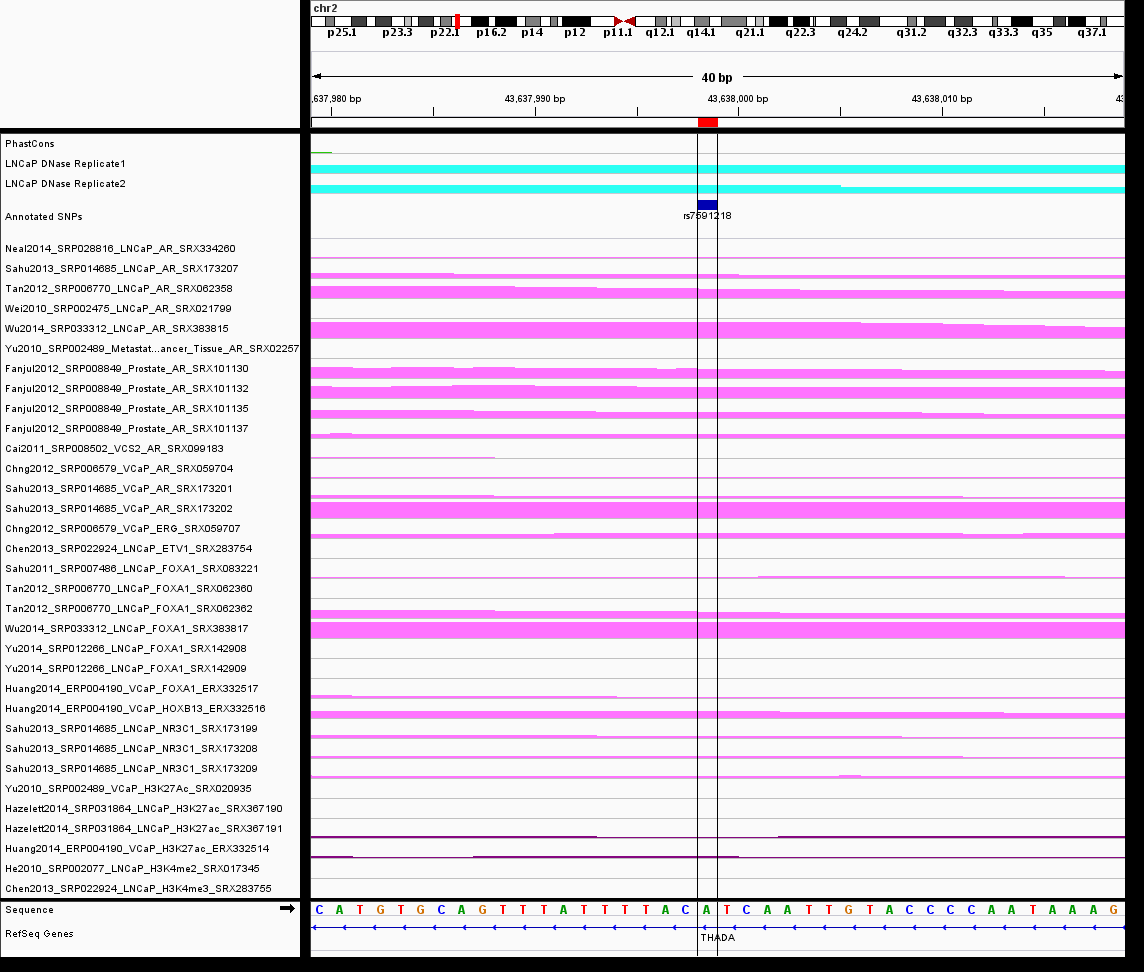 chr2
p25.1 p23.3 p22.1 p16.2 p14 p12 p11.1 q12.1 q14.1 q21.1 q22.3 q24.2 q31.2 q32.3 q33.3 q35 q37.1
40 bp
,637,980 bp 43,637,990 bp 43,638,000 bp 43,638,010 bp 43
PhastCons
LNCaP DNase Replicate1
LNCaP DNase Replicate2
Annotated SNPs
rs7591218
Neal2014_SRP028816_LNCaP_AR_SRX334260
Sahu2013_SRP014685_LNCaP_AR_SRX173207
Tan2012_SRP006770_LNCaP_AR_SRX062358
Wei2010_SRP002475_LNCaP_AR_SRX021799
Wu2014_SRP033312_LNCaP_AR_SRX383815
Yu2010_SRP002489_Metastat...ancer_Tissue_AR_SRX02257
Fanjul2012_SRP008849_Prostate_AR_SRX101130
Fanjul2012_SRP008849_Prostate_AR_SRX101132
Fanjul2012_SRP008849_Prostate_AR_SRX101135
Fanjul2012_SRP008849_Prostate_AR_SRX101137
Cai2011_SRP008502_VCS2_AR_SRX099183
Chng2012_SRP006579_VCaP_AR_SRX059704
Sahu2013_SRP014685_VCaP_AR_SRX173201
Sahu2013_SRP014685_VCaP_AR_SRX173202
Chng2012_SRP006579_VCaP_ERG_SRX059707
Chen2013_SRP022924_LNCaP_ETV1_SRX283754
Sahu2011_SRP007486_LNCaP_FOXA1_SRX083221
Tan2012_SRP006770_LNCaP_FOXA1_SRX062360
Tan2012_SRP006770_LNCaP_FOXA1_SRX062362
Wu2014_SRP033312_LNCaP_FOXA1_SRX383817
Yu2014_SRP012266_LNCaP_FOXA1_SRX142908
Yu2014_SRP012266_LNCaP_FOXA1_SRX142909
Huang2014_ERP004190_VCaP_FOXA1_ERX332517
Huang2014_ERP004190_VCaP_HOXB13_ERX332516
Sahu2013_SRP014685_LNCaP_NR3C1_SRX173199
Sahu2013_SRP014685_LNCaP_NR3C1_SRX173208
Sahu2013_SRP014685_LNCaP_NR3C1_SRX173209
Yu2010_SRP002489_VCaP_H3K27Ac_SRX020935
Hazelett2014_SRP031864_LNCaP_H3K27ac_SRX367190
Hazelett2014_SRP031864_LNCaP_H3K27ac_SRX367191
Huang2014_ERP004190_VCaP_H3K27ac_ERX332514
He2010_SRP002077_LNCaP_H3K4me2_SRX017345
Chen2013_SRP022924_LNCaP_H3K4me3_SRX283755
Sequence C A T G T G C A G T T T A T T T T A C A T C A A T T G T A C C C C A A T A A A G
RefSeq Genes
THADA